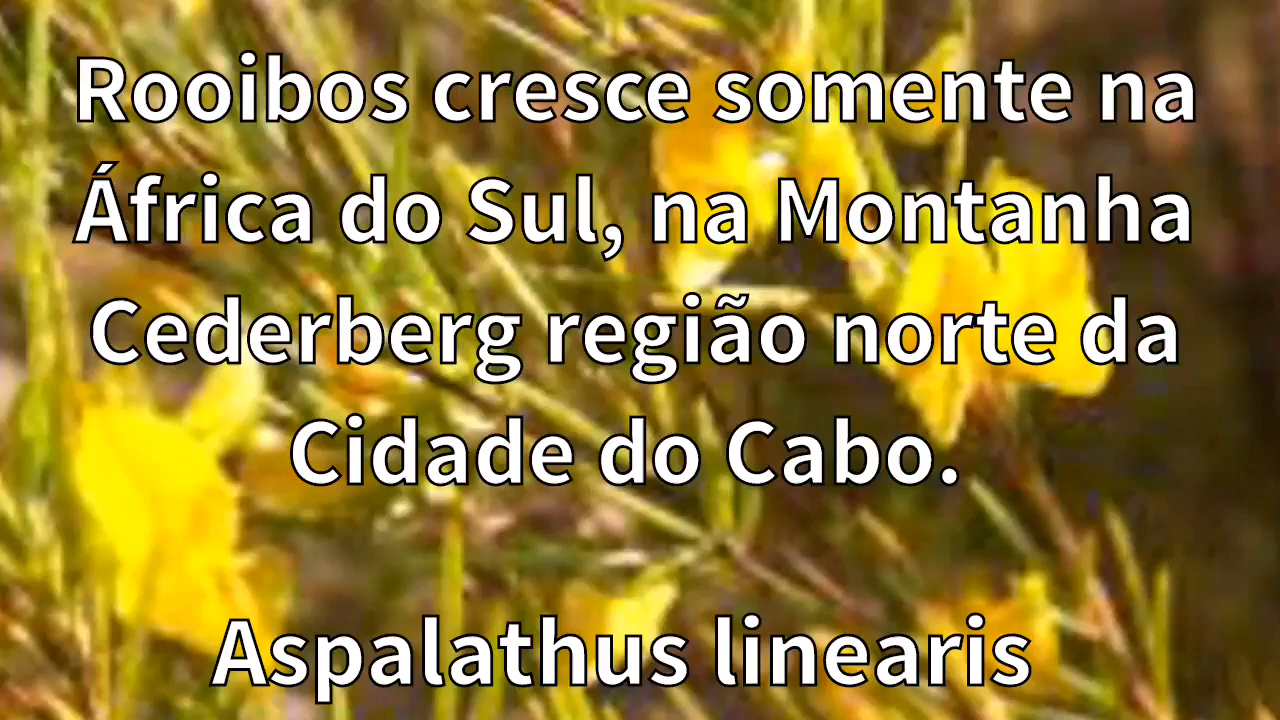 Rooibos cresce somente na
África do Sul, na Montanha
Cederberg região norte da
Cidade do Cabo.
Aspalathus linearis